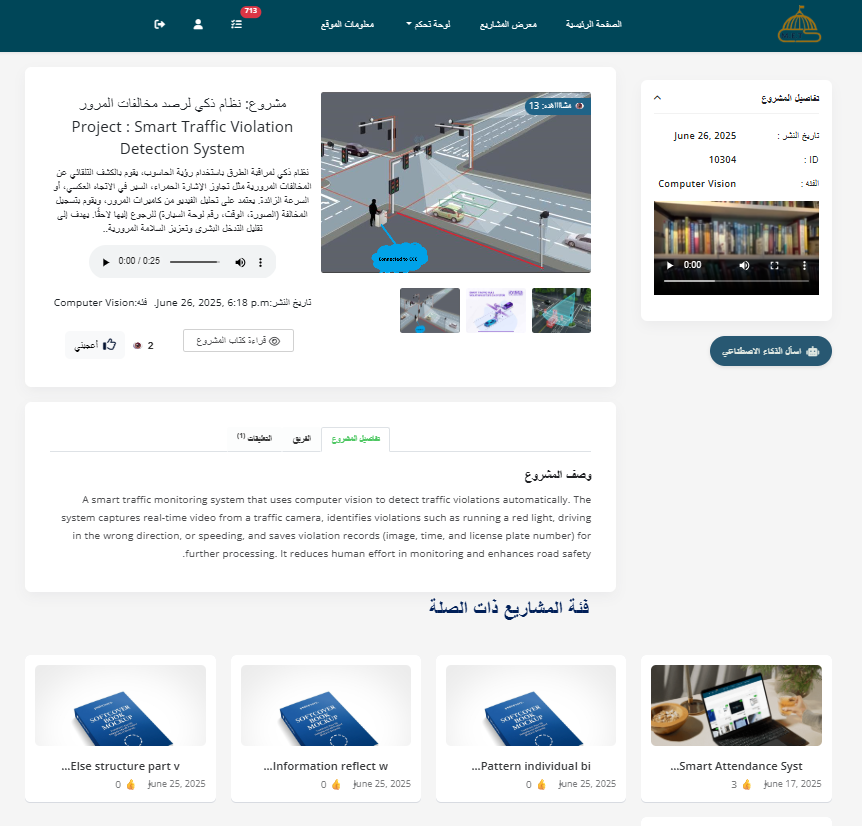 الصفحة الرئيسية
معرض المشاريع
لوحة تحكم
معلومات الموقع
713
تفاصيل المشروع
تاريخ النشر :
June 26, 2025
ID :
10304
الفئة :
Computer Vision
0:00
اسأل الذكاء الاصطناعي
مشاهده: 13
Connected to CCC
مشروع: نظام ذكي لرصد مخالفات المرور
Project : Smart Traffic Violation
Detection System
نظام ذكي لمراقبة الطرق باستخدام رؤية الحاسوب، يقوم بالكشف التلقائي عن
المخالفات المرورية مثل تجاوز الإشارة الحمراء، السير في الاتجاه العكسي، أو
السرعة الزائدة. يعتمد على تحليل الفيديو من كاميرات المرور، ويقوم بتسجيل
المخالفة (الصورة، الوقت، رقم لوحة السيارة) للرجوع إليها لاحقًا. يهدف إلى
تقليل التدخل البشري وتعزيز السلامة المرورية..
0:00 / 0:25
تاريخ النشر:June 26, 2025, 6:18 p.m. فئه:Computer Vision
قراءة كتاب المشروع
2
أعجبني
تفاصيل المشروع
الفريق
التعليقات (1)
وصف المشروع
A smart traffic monitoring system that uses computer vision to detect traffic violations automatically. The
system captures real-time video from a traffic camera, identifies violations such as running a red light, driving
in the wrong direction, or speeding, and saves violation records (image, time, and license plate number) for
.further processing. It reduces human effort in monitoring and enhances road safety
فئة المشاريع ذات الصلة
...Smart Attendance Syst
June 17, 2025
3
SOFTCOVER
BOOK
MOCKUP
...Pattern individual bi
June 25, 2025
0
SOFTCOVER
BOOK
MOCKUP
...Information reflect w
June 25, 2025
0
SOFTCOVER
BOOK
MOCKUP
...Else structure part v
June 25, 2025
0